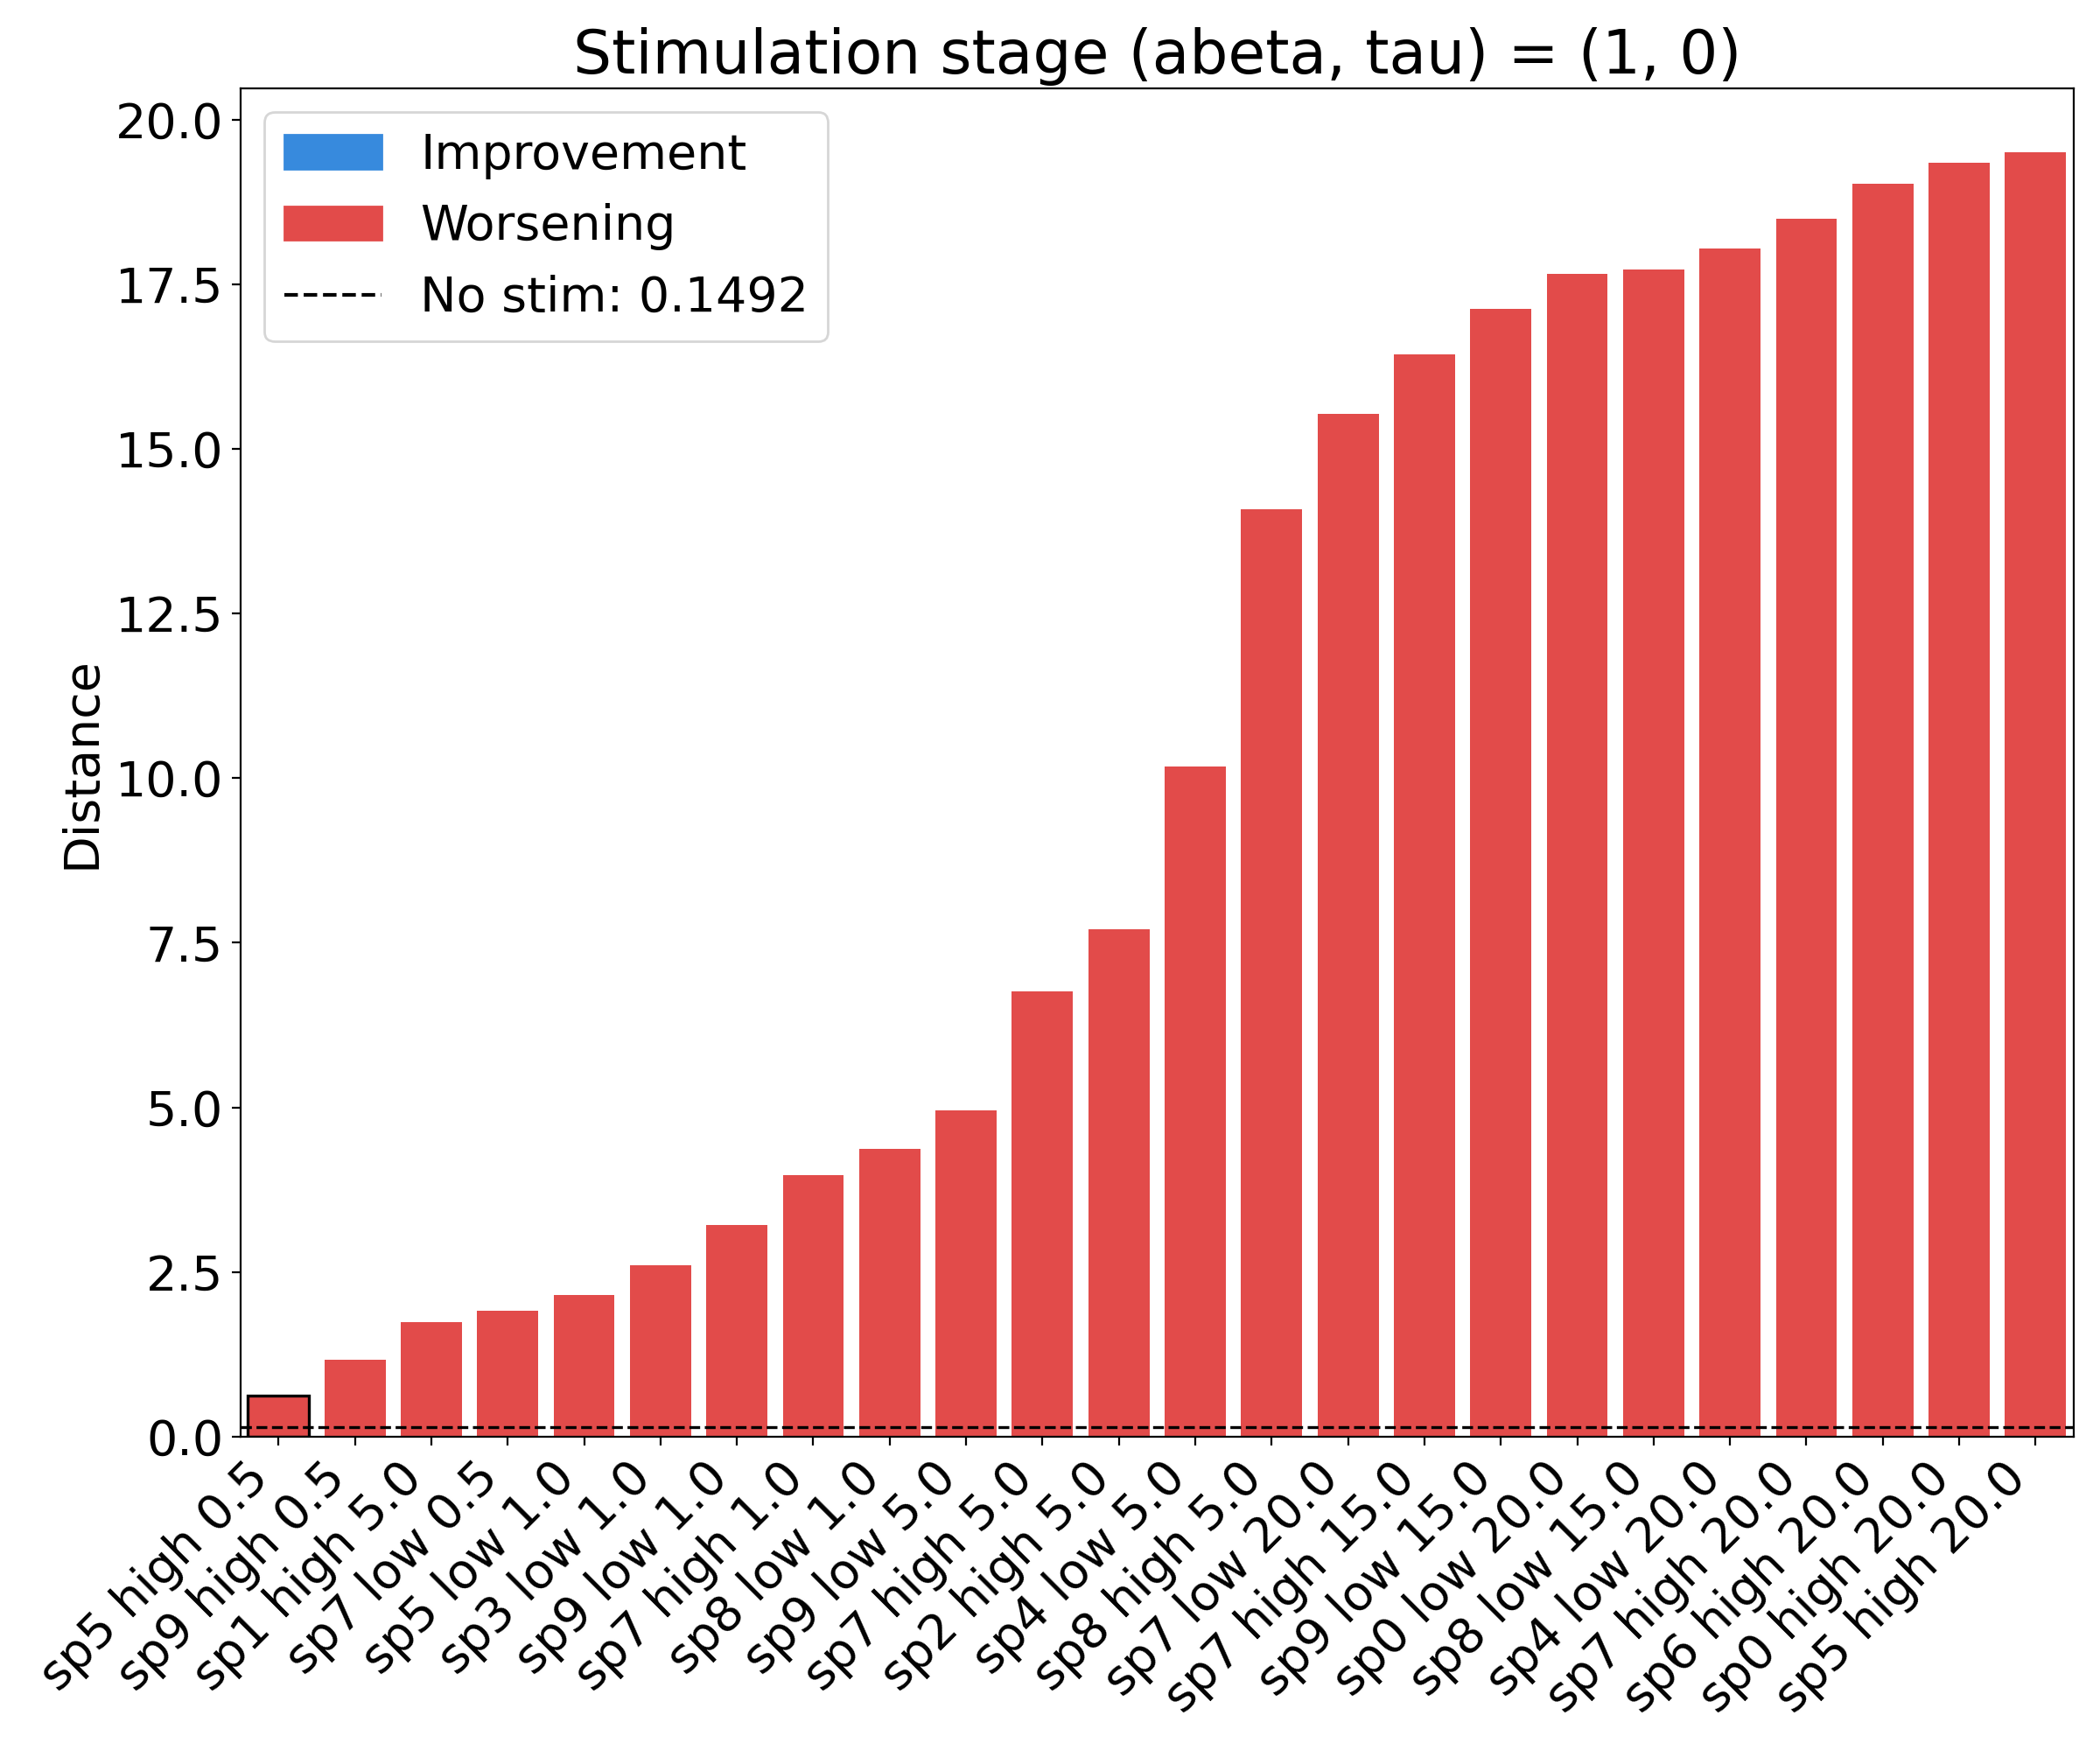 Stimulation stage (abeta, tau) = (1, 0)
Improvement
Worsening
No stim: 0.1492
Distance
20.0
17.5
15.0
12.5
10.0
7.5
5.0
2.5
0.0
sp5 high 0.5
sp9 high 0.5
sp1 high 5.0
sp7 low 0.5
sp5 low 1.0
sp3 low 1.0
sp9 low 1.0
sp7 high 1.0
sp8 low 1.0
sp9 low 5.0
sp7 high 5.0
sp2 high 5.0
sp4 low 5.0
sp8 high 5.0
sp7 low 20.0
sp7 high 15.0
sp9 low 15.0
sp0 low 20.0
sp8 low 15.0
sp4 low 20.0
sp7 high 20.0
sp6 high 20.0
sp0 high 20.0
sp5 high 20.0